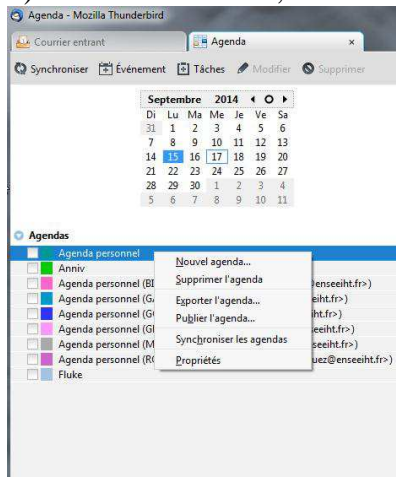 Agenda - Mozilla Thunderbird
Courrier entrant Agenda ×
Synchroniser Événement Tâches Modifier Supprimer
Septembre 2014
Di Lu Ma Me Je Ve Sa
31 1 2 3 4 5 6
7 8 9 10 11 12 13
14 15 16 17 18 19 20
21 22 23 24 25 26 27
28 29 30 1 2 3 4
5 6 7 8 9 10 11
Agendas
Agenda personnel
Anniv
Agenda personnel (BI @enseeiht.fr>)
Agenda personnel (GA eiht.fr>)
Agenda personnel (GO iht.fr>)
Agenda personnel (GI seeiht.fr>)
Agenda personnel (M seeiht.fr>)
Agenda personnel (RO uez@enseeiht.fr>)
Fluke
Nouvel agenda...
Supprimer l'agenda
Exporter l'agenda...
Publier l'agenda...
Synchroniser les agendas
Propriétés